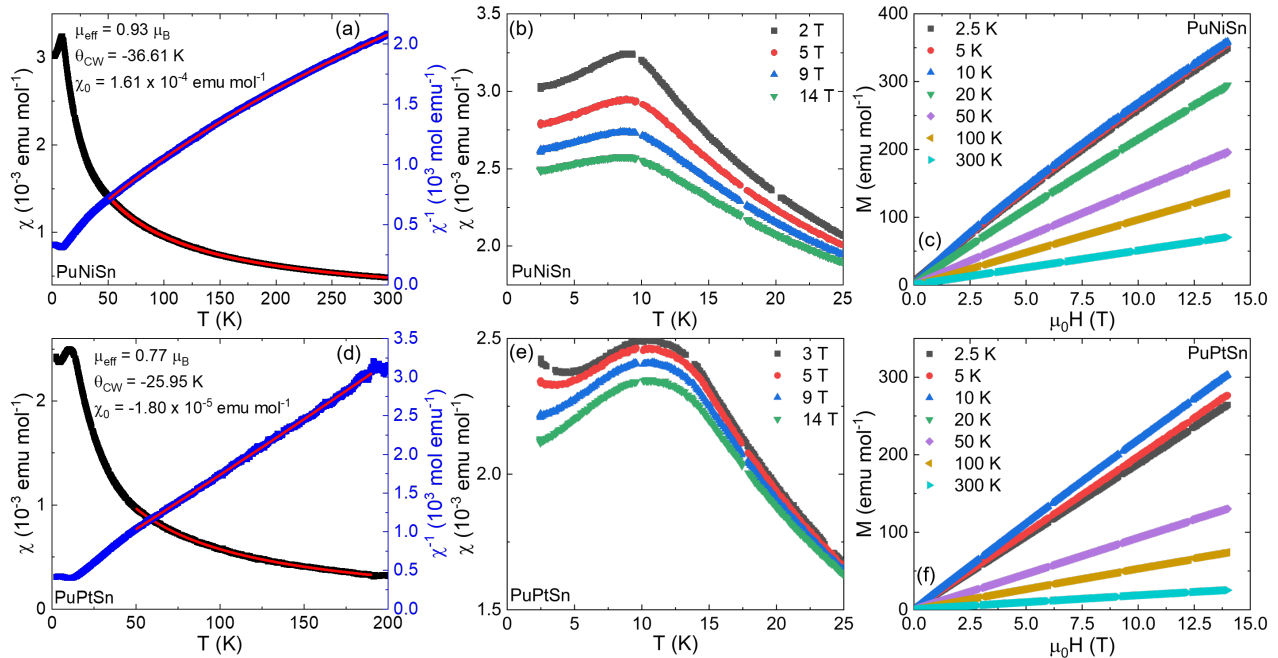 (a)
μeff = 0.93 μB
θCW = -36.61 K
χ0 = 1.61 x 10-4 emu mol-1
PuNiSn
χ (10-3 emu mol-1)
3
2
1
χ-1 (103 mol emu-1)
2.0
1.5
1.0
0.5
0.0
0 50 100 150 200 250 300
T (K)
(b)
2 T
5 T
9 T
14 T
PuNiSn
χ (10-3 emu mol-1)
3.5
3.0
2.5
2.0
0 5 10 15 20 25
T (K)
PuNiSn
2.5 K
5 K
10 K
20 K
50 K
100 K
300 K
(c)
M (emu mol-1)
400
300
200
100
0
0.0 2.5 5.0 7.5 10.0 12.5 15.0
μ0H (T)
(d)
μeff = 0.77 μB
θCW = -25.95 K
χ0 = -1.80 x 10-5 emu mol-1
PuPtSn
χ (10-3 emu mol-1)
2
1
0
χ-1 (103 mol emu-1)
3.5
3.0
2.5
2.0
1.5
1.0
0.5
0.0
0 25 50 75 100 125 150 175 200
T (K)
(e)
3 T
5 T
9 T
14 T
PuPtSn
χ (10-3 emu mol-1)
2.5
2.0
1.5
0 5 10 15 20 25
T (K)
PuPtSn
2.5 K
5 K
10 K
20 K
50 K
100 K
300 K
(f)
M (emu mol-1)
300
200
100
0
0.0 2.5 5.0 7.5 10.0 12.5 15.0
μ0H (T)